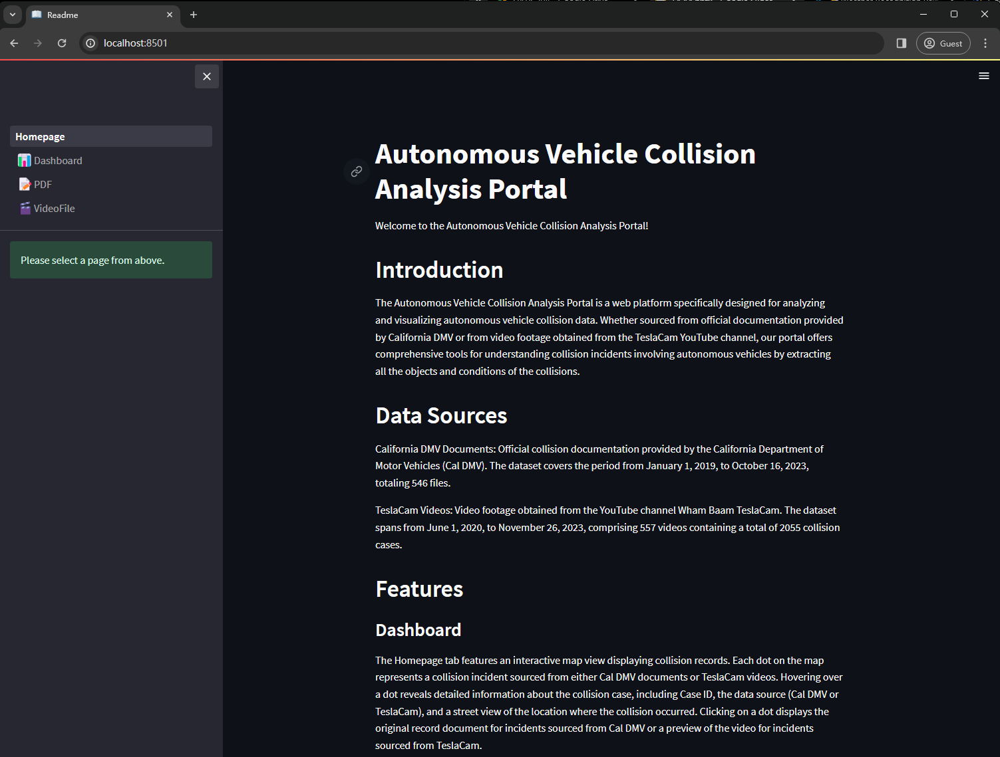 Readme
localhost:8501
Guest
Homepage
Dashboard
PDF
VideoFile
Please select a page from above.
Autonomous Vehicle Collision
Analysis Portal
Welcome to the Autonomous Vehicle Collision Analysis Portal!
Introduction
The Autonomous Vehicle Collision Analysis Portal is a web platform specifically designed for analyzing
and visualizing autonomous vehicle collision data. Whether sourced from official documentation provided
by California DMV or from video footage obtained from the TeslaCam YouTube channel, our portal offers
comprehensive tools for understanding collision incidents involving autonomous vehicles by extracting
all the objects and conditions of the collisions.
Data Sources
California DMV Documents: Official collision documentation provided by the California Department of
Motor Vehicles (Cal DMV). The dataset covers the period from January 1, 2019, to October 16, 2023,
totaling 546 files.
TeslaCam Videos: Video footage obtained from the YouTube channel Wham Baam TeslaCam. The dataset
spans from June 1, 2020, to November 26, 2023, comprising 557 videos containing a total of 2055 collision
cases.
Features
Dashboard
The Homepage tab features an interactive map view displaying collision records. Each dot on the map
represents a collision incident sourced from either Cal DMV documents or TeslaCam videos. Hovering over
a dot reveals detailed information about the collision case, including Case ID, the data source (Cal DMV or
TeslaCam), and a street view of the location where the collision occurred. Clicking on a dot displays the
original record document for incidents sourced from Cal DMV or a preview of the video for incidents
sourced from TeslaCam.